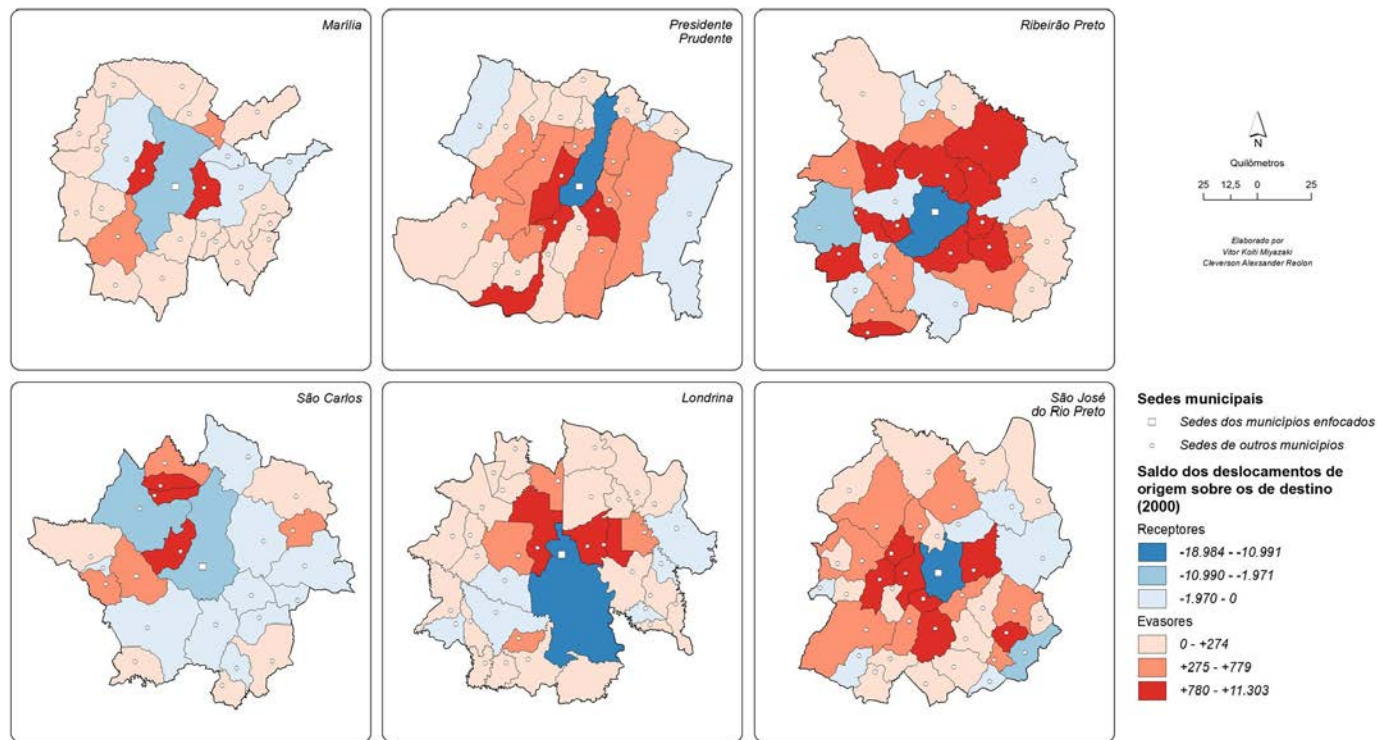 Marília
Presidente
Prudente
Ribeirão Preto
N
Quilômetros
25 12,5 0 25
Elaborado por
Vitor Koiti Miyazaki
Cleverson Alexsander Reolon
São Carlos
Londrina
São José
do Rio Preto
Sedes municipais
Sedes dos municípios enfocados
Sedes de outros municípios
Saldo dos deslocamentos de
origem sobre os de destino
(2000)
Receptores
-18.984 - -10.991
-10.990 - -1.971
-1.970 - 0
Evasores
0 - +274
+275 - +779
+780 - +11.303